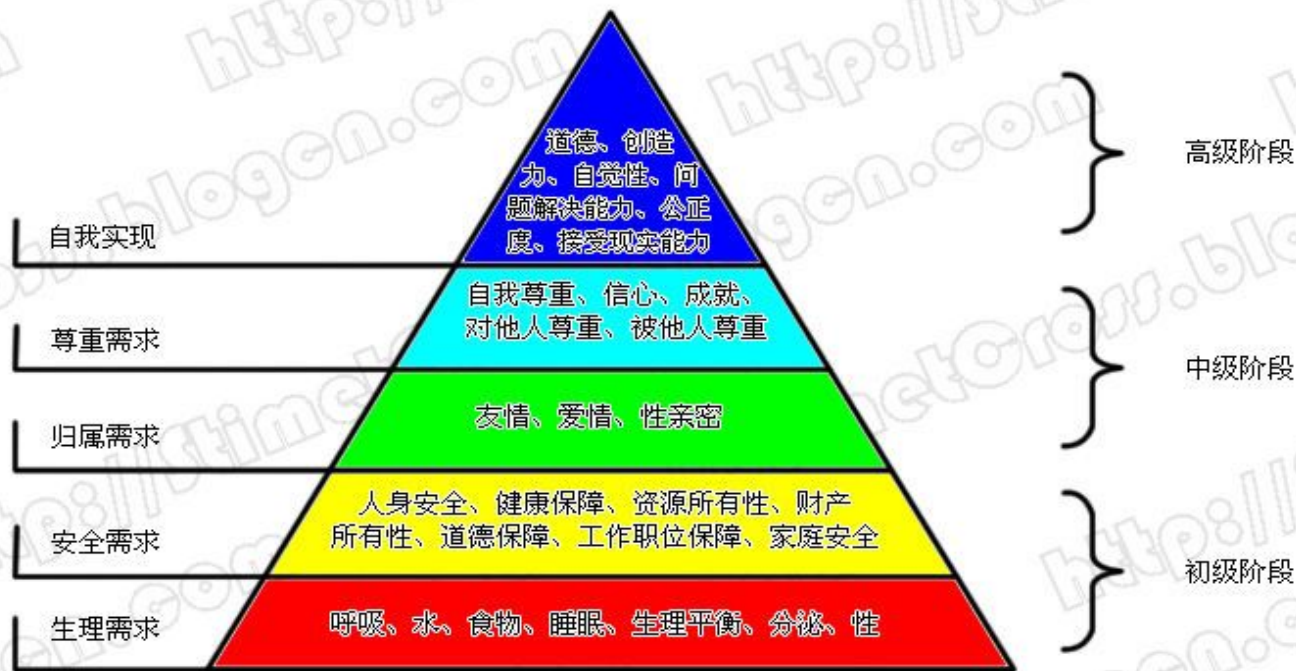 道德、创造
力、自觉性、问
题解决能力、公正
度、接受现实能力
高级阶段
自我实现
自我尊重、信心、成就、
对他人尊重、被他人尊重
尊重需求
中级阶段
友情、爱情、性亲密
归属需求
人身安全、健康保障、资源所有性、财产
所有性、道德保障、工作职位保障、家庭安全
安全需求
初级阶段
呼吸、水、食物、睡眠、生理平衡、分泌、性
生理需求